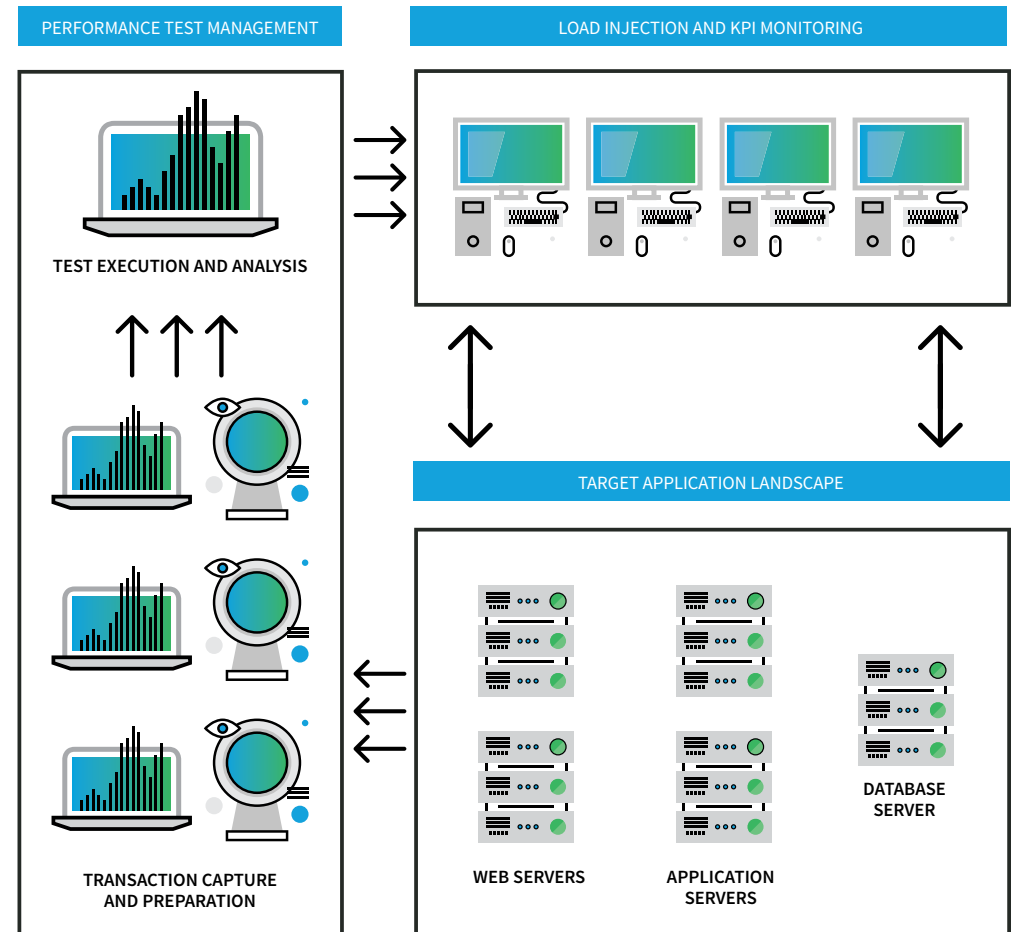 PERFORMANCE TEST MANAGEMENT
LOAD INJECTION AND KPI MONITORING
TEST EXECUTION AND ANALYSIS
TARGET APPLICATION LANDSCAPE
DATABASE
SERVER
WEB SERVERS
APPLICATION
SERVERS
TRANSACTION CAPTURE
AND PREPARATION